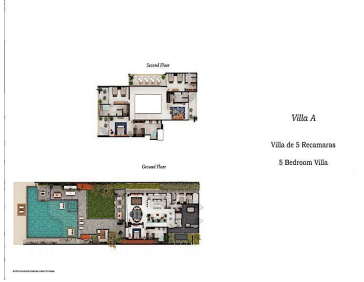 Second Floor
Villa A
Villa de 5 Recamaras
5 Bedroom Villa
Ground Floor